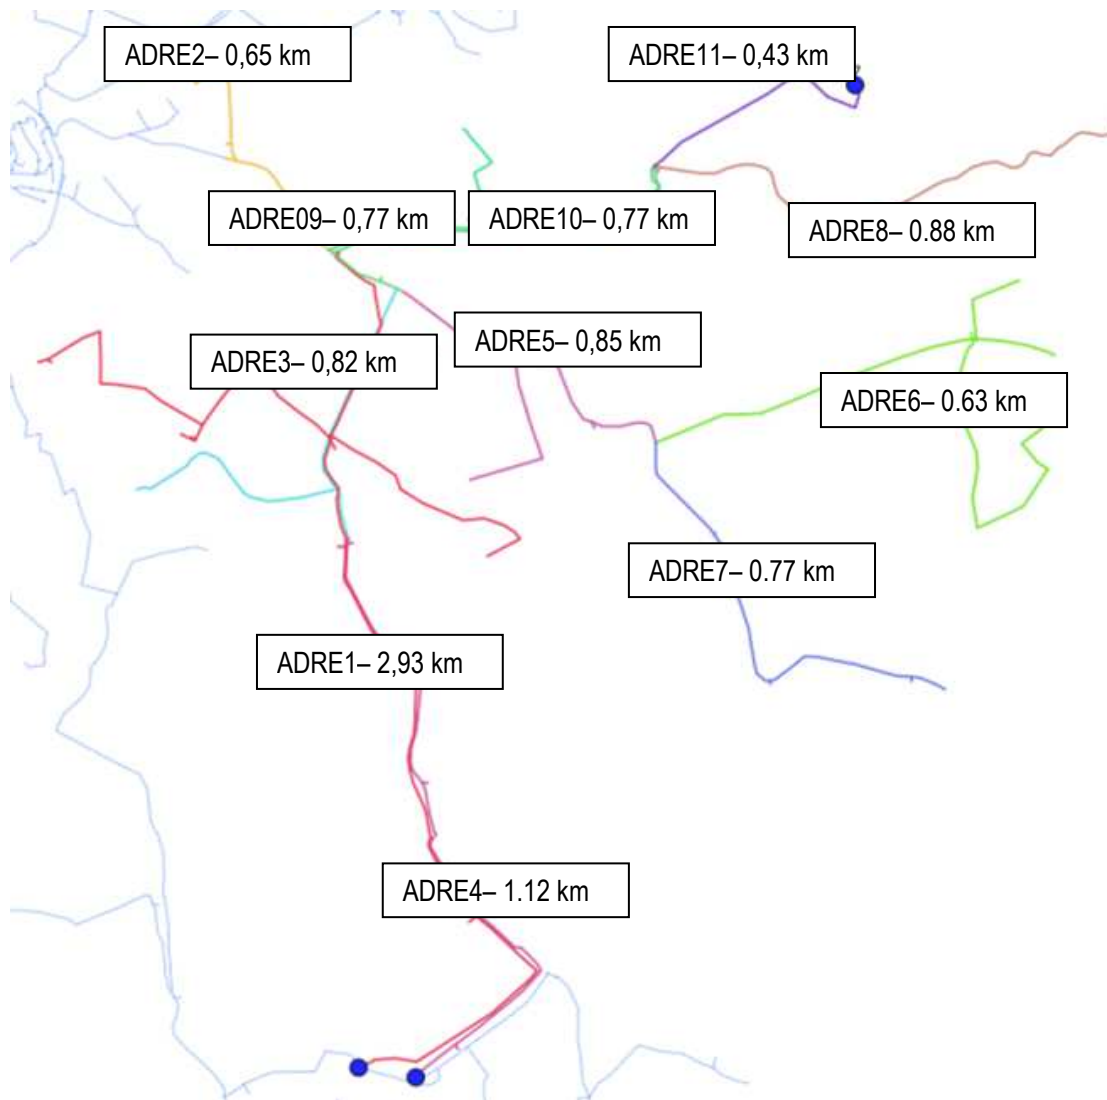 ADRE2– 0,65 km
ADRE11– 0,43 km
ADRE09– 0,77 km
ADRE10– 0,77 km
ADRE8– 0.88 km
ADRE5– 0,85 km
ADRE3– 0,82 km
ADRE6– 0.63 km
ADRE7– 0.77 km
ADRE1– 2,93 km
ADRE4– 1.12 km